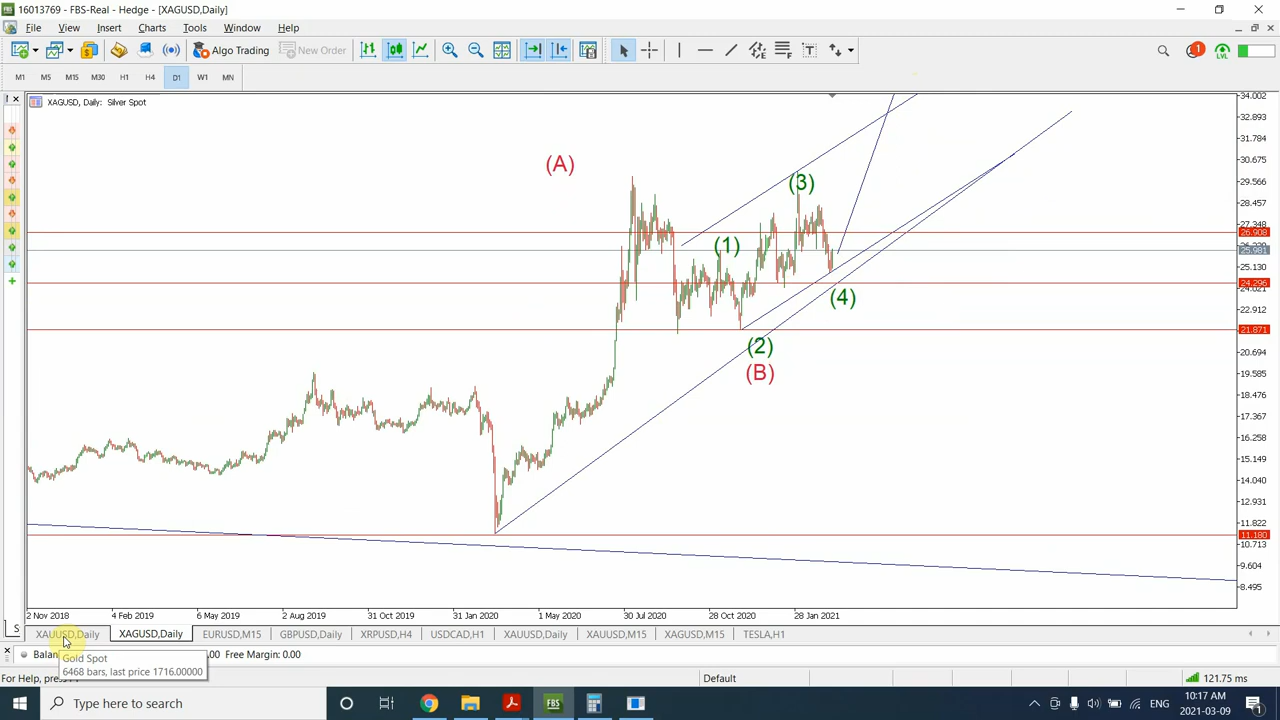 16013769 - FBS-Real - Hedge - [XAGUSD,Daily]
File View Insert Charts Tools Window Help
Algo Trading New Order 1 LVL
M1 M5 M15 M30 H1 H4 D1 W1 MN
XAGUSD, Daily: Silver Spot
34.002
32.893
31.784
30.675
29.566
28.457
27.348
26.908
25.981
25.130
24.296
22.912
21.871
20.694
19.585
18.476
17.367
16.258
15.149
14.040
12.931
11.822
11.180
10.713
9.604
8.495
(A)
(3)
(1)
(4)
(2)
(B)
2 Nov 2018 4 Feb 2019 6 May 2019 2 Aug 2019 31 Oct 2019 31 Jan 2020 1 May 2020 30 Jul 2020 28 Oct 2020 28 Jan 2021
S XAUUSD,Daily XAGUSD,Daily EURUSD,M15 GBPUSD,Daily XRPUSD,H4 USDCAD,H1 XAUUSD,Daily XAUUSD,M15 XAGUSD,M15 TESLA,H1
Free Margin: 0.00
Gold Spot
6468 bars, last price 1716.00000
For Help, Default 121.75 ms
Type here to search FBS 10:17 AM
2021-03-09